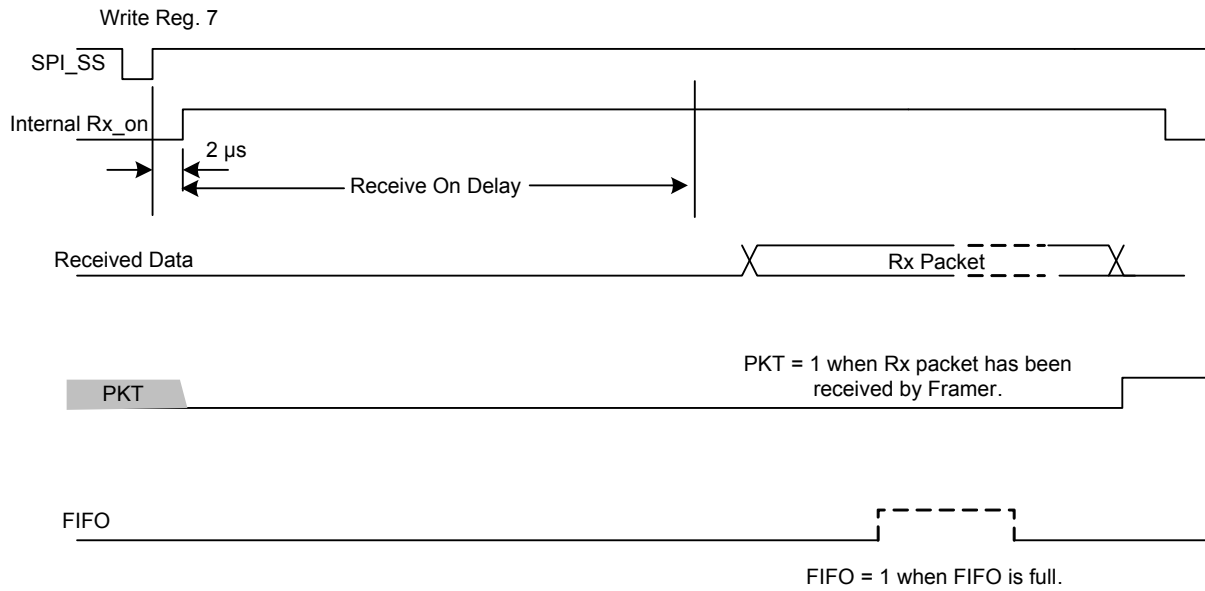 Write Reg. 7
SPI_SS
Internal Rx_on
2 µs
Receive On Delay
Received Data
Rx Packet
PKT = 1 when Rx packet has been
received by Framer.
PKT
FIFO
FIFO = 1 when FIFO is full.